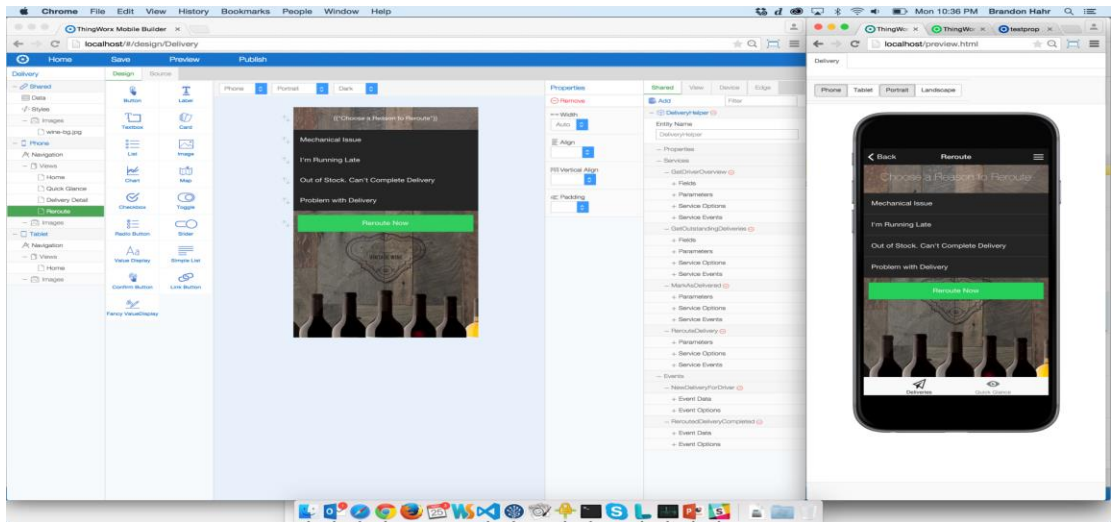 Chrome File Edit View History Bookmarks People Window Help
Mon 10:36 PM Brandon Hahr
ThingWorx Mobile Builder
localhost/#/design/Delivery
Home Save Preview Publish
Delivery
Shared
Data
Styles
Images
wine-bg.jpg
Phone
Navigation
Views
Home
Quick Glance
Delivery Detail
Reroute
Images
Tablet
Navigation
Views
Home
Images
Design Source
Button Label
Textbox Card
List Image
Chart Map
Checkbox Toggle
Radio Button Slider
Value Display Simple List
Confirm Button Link Button
Fancy ValueDisplay
Phone Portrait Dark
{{"Choose a Reason to Reroute"}}
Mechanical Issue
I'm Running Late
Out of Stock. Can't Complete Delivery
Problem with Delivery
Reroute Now
VINTAGE WINE
Properties
Remove
Width
Auto
Align
Vertical Align
Padding
Shared View Device Edge
Add Filter
DeliveryHelper
Entity Name
DeliveryHelper
Properties
Services
GetDriverOverview
Fields
Parameters
Service Options
Service Events
GetOutstandingDeliveries
Fields
Parameters
Service Options
Service Events
MarkAsDelivered
Parameters
Service Options
Service Events
RerouteDelivery
Parameters
Service Options
Service Events
Events
NewDeliveryForDriver
Event Data
Event Options
ReroutedDeliveryCompleted
Event Data
Event Options
ThingWo ThingWo testprop
localhost/preview.html
Delivery
Phone Tablet Portrait Landscape
Back Reroute
Choose a Reason to Reroute
Mechanical Issue
I'm Running Late
Out of Stock. Can't Complete Delivery
Problem with Delivery
Reroute Now
Deliveries Quick Glance